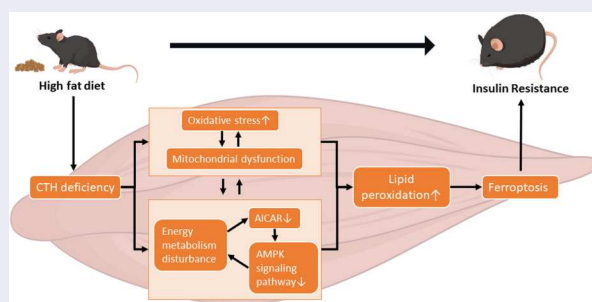 High fat diet
Insulin Resistance
Oxidative stress↑
Mitochondrial dysfunction
CTH deficiency
Lipid
peroxidation↑
Ferroptosis
Energy
metabolism
disturbance
AICAR↓
AMPK
signaling
pathway↓